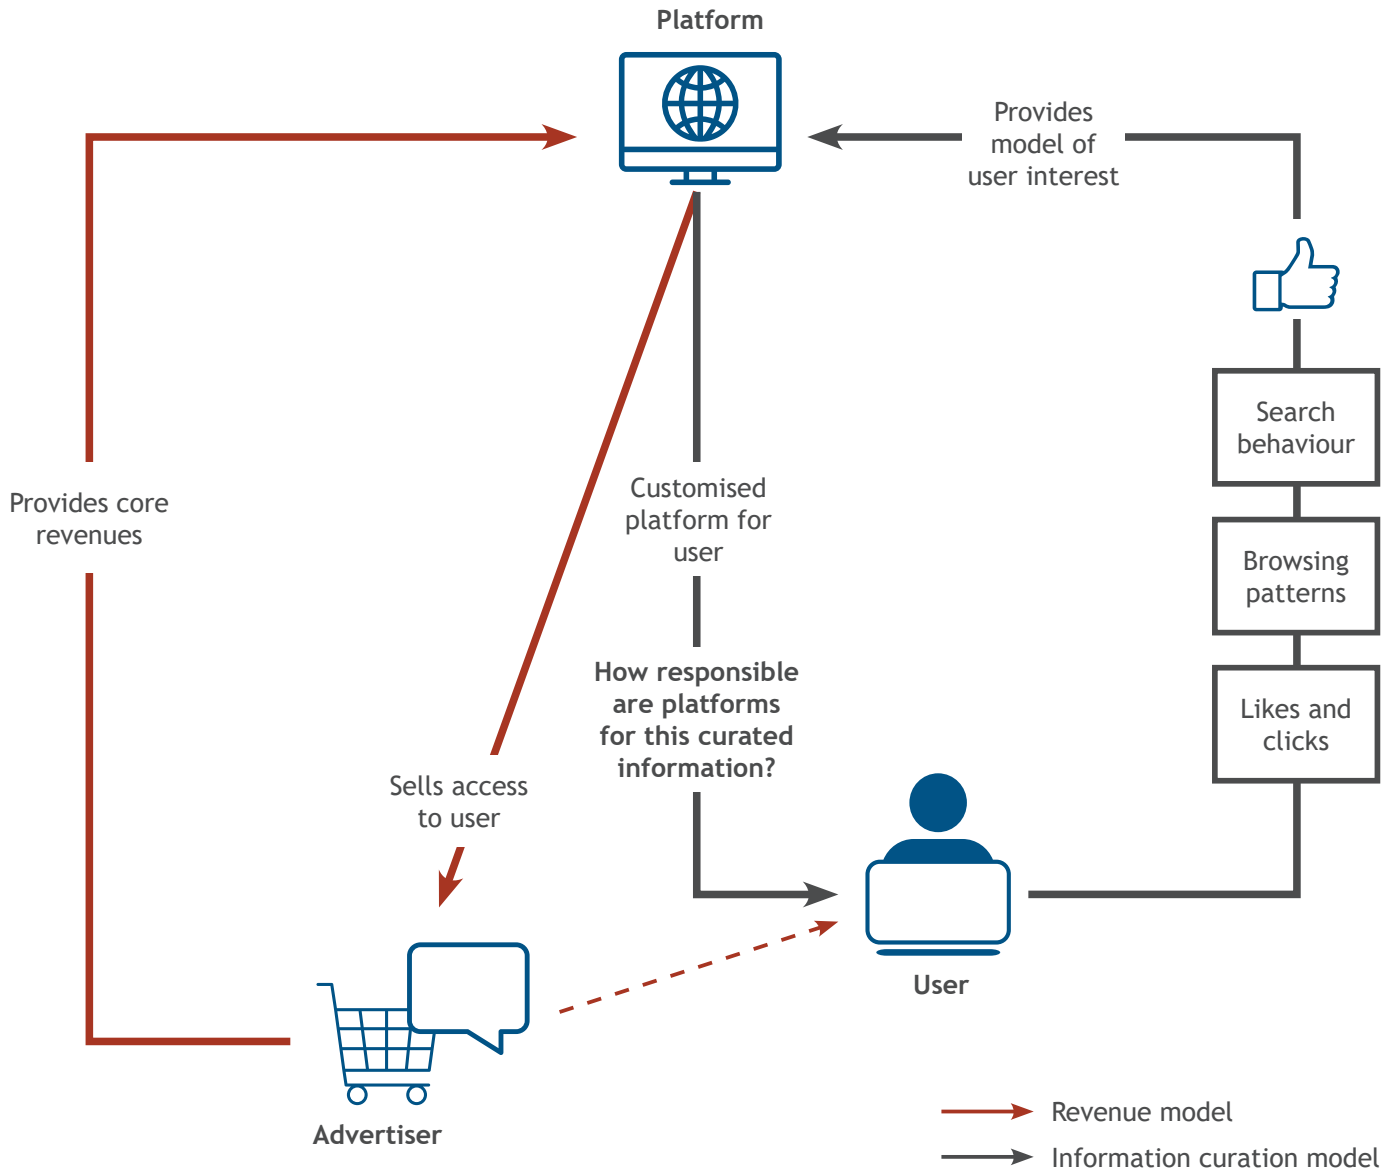 Platform
Provides
model of
user interest
Search
behaviour
Provides core
revenues
Customised
platform for
user
Browsing
patterns
How responsible
are platforms
for this curated
information?
Likes and
clicks
Sells access
to user
User
Advertiser
Revenue model
Information curation model